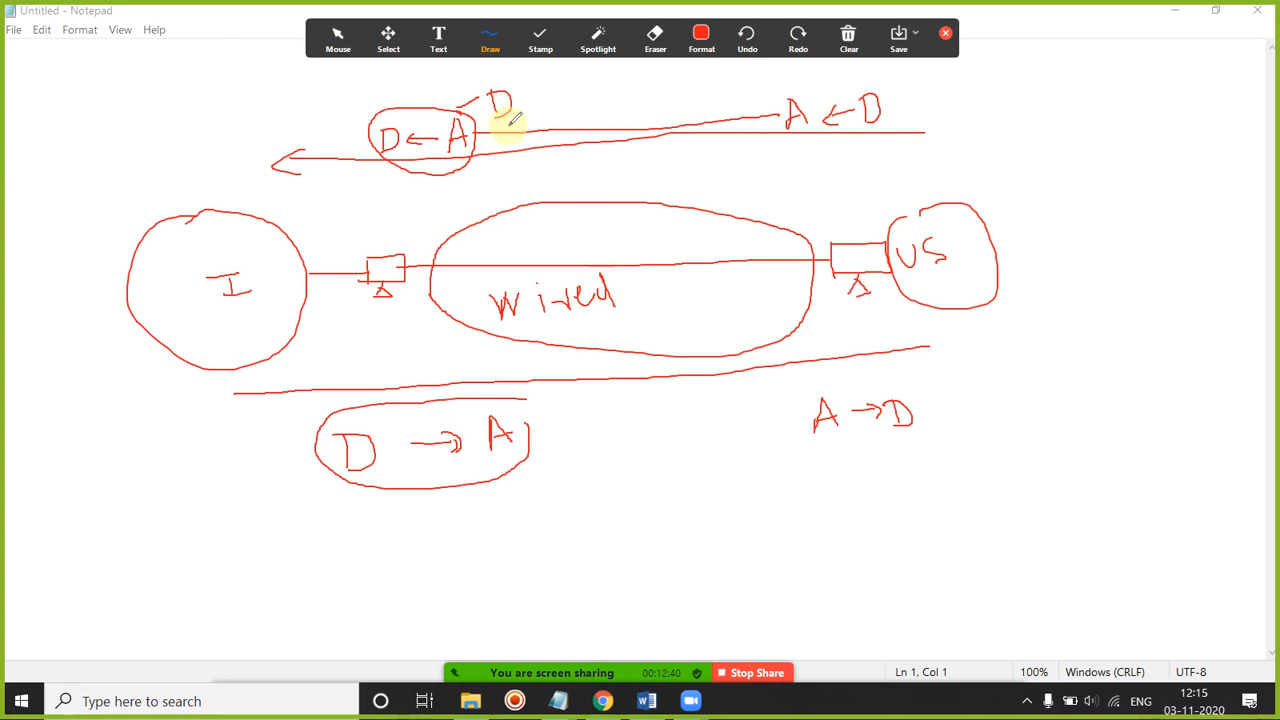 Untitled - Notepad
File Edit Format View Help
Mouse Select Text Draw Stamp Spotlight Eraser Format Undo Redo Clear Save
D
D ← A
A ← D
I
wired
US
D → A
A → D
You are screen sharing 00:12:40 Stop Share
Ln 1, Col 1 100% Windows (CRLF) UTF-8
Type here to search
ENG
12:15
03-11-2020